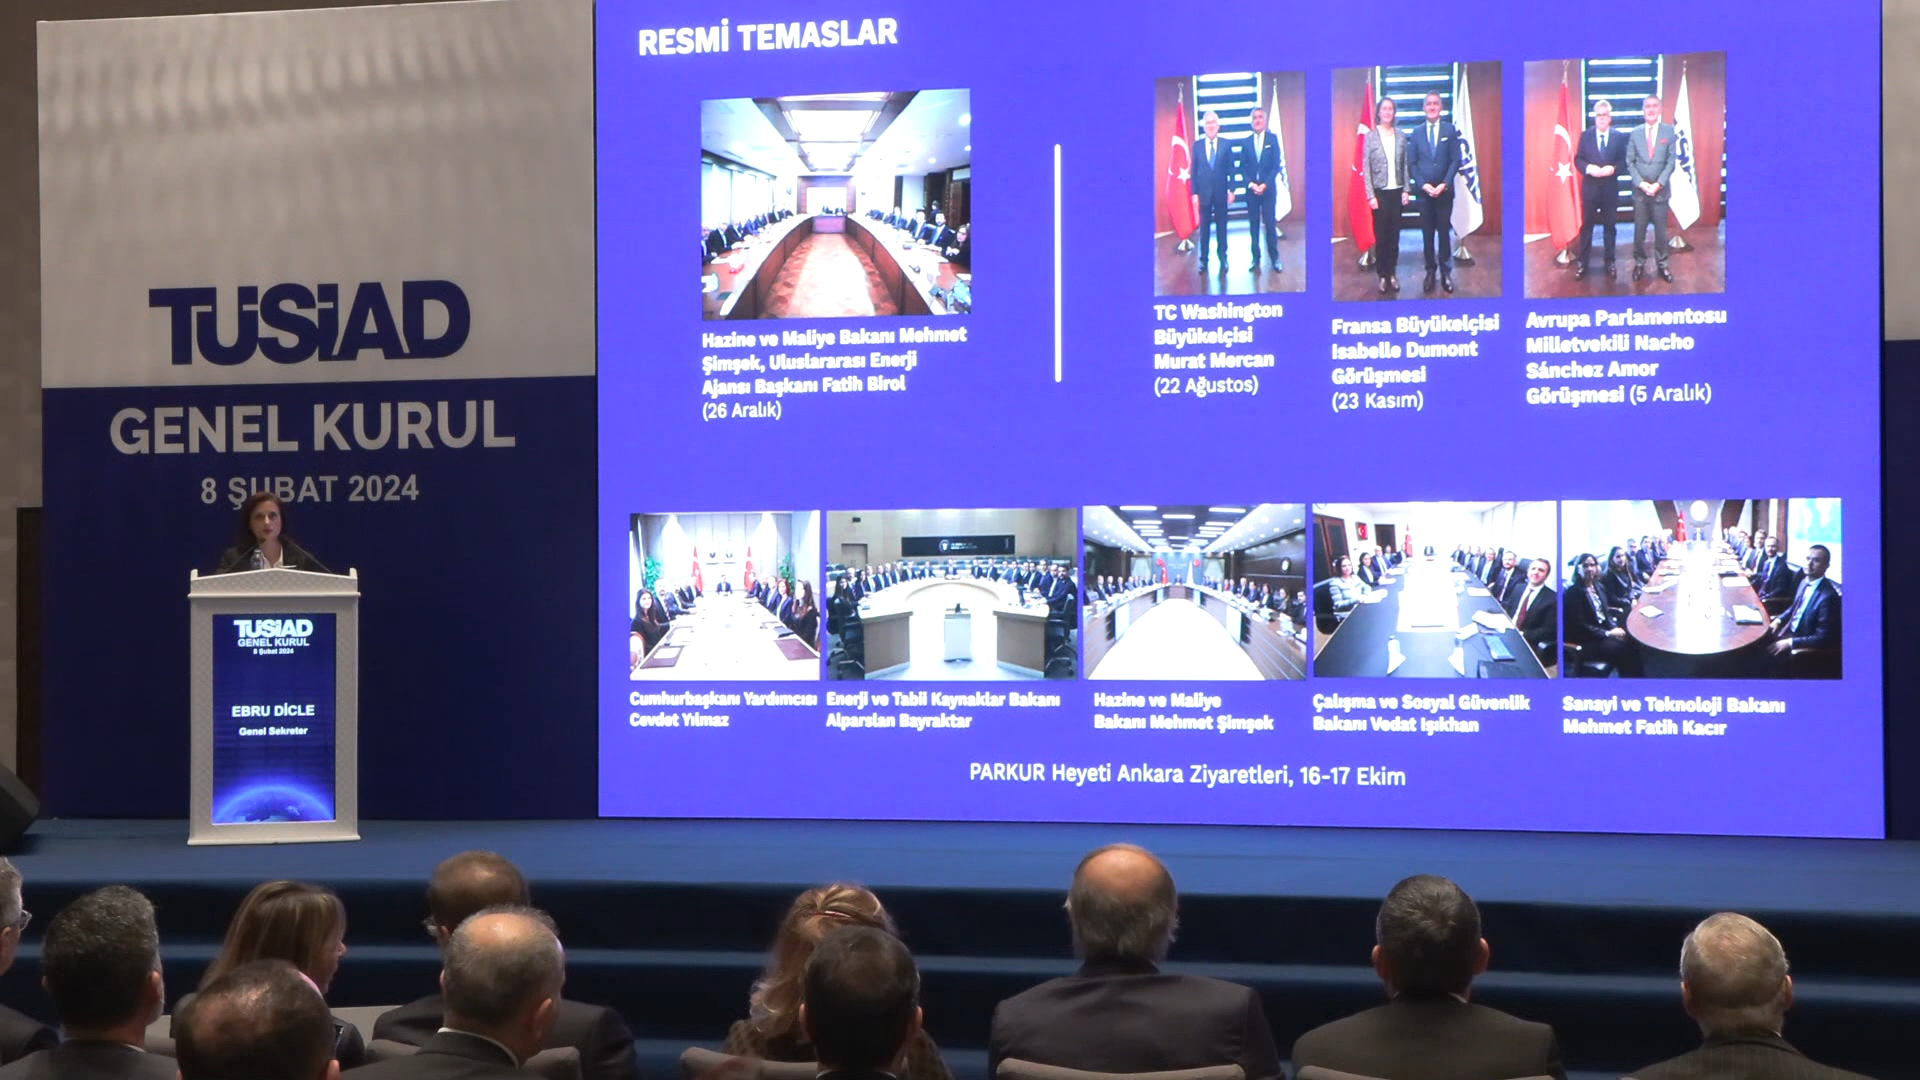 RESMİ TEMASLAR
Hazine ve Maliye Bakanı Mehmet
Şimşek, Uluslararası Enerji
Ajansı Başkanı Fatih Birol
(26 Aralık)
TC Washington
Büyükelçisi
Murat Mercan
(22 Ağustos)
Fransa Büyükelçisi
Isabelle Dumont
Görüşmesi
(23 Kasım)
Avrupa Parlamentosu
Milletvekili Nacho
Sánchez Amor
Görüşmesi (5 Aralık)
Cumhurbaşkanı Yardımcısı
Cevdet Yılmaz
Enerji ve Tabii Kaynaklar Bakanı
Alparslan Bayraktar
Hazine ve Maliye
Bakanı Mehmet Şimşek
Çalışma ve Sosyal Güvenlik
Bakanı Vedat Işıkhan
Sanayi ve Teknoloji Bakanı
Mehmet Fatih Kacır
PARKUR Heyeti Ankara Ziyaretleri, 16-17 Ekim
TÜSİAD
GENEL KURUL
8 ŞUBAT 2024
TÜSİAD
GENEL KURUL
8 Şubat 2024
EBRU DİCLE
Genel Sekreter